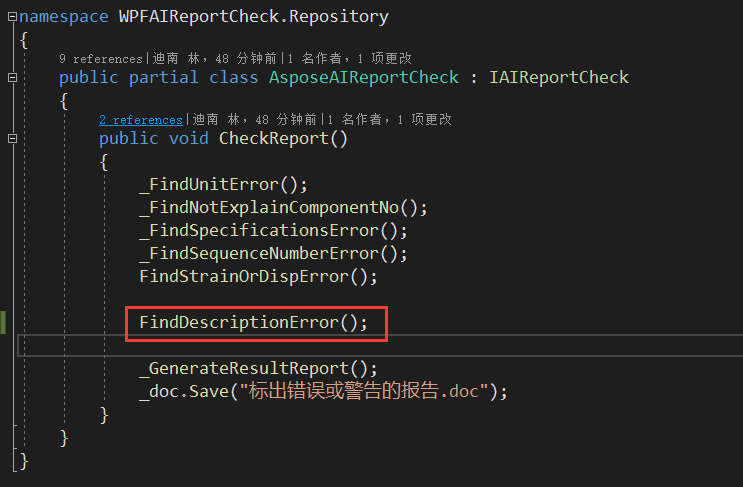 namespace WPFAIReportCheck.Repository
{
9 references|迪南 林，48 分钟前|1 名作者，1 项更改
public partial class AsposeAIReportCheck : IAIReportCheck
{
2 references|迪南 林，48 分钟前|1 名作者，1 项更改
public void CheckReport()
{
_FindUnitError();
_FindNotExplainComponentNo();
_FindSpecificationsError();
_FindSequenceNumberError();
FindStrainOrDispError();
FindDescriptionError();
_GenerateResultReport();
_doc.Save("标出错误或警告的报告.doc");
}
}
}